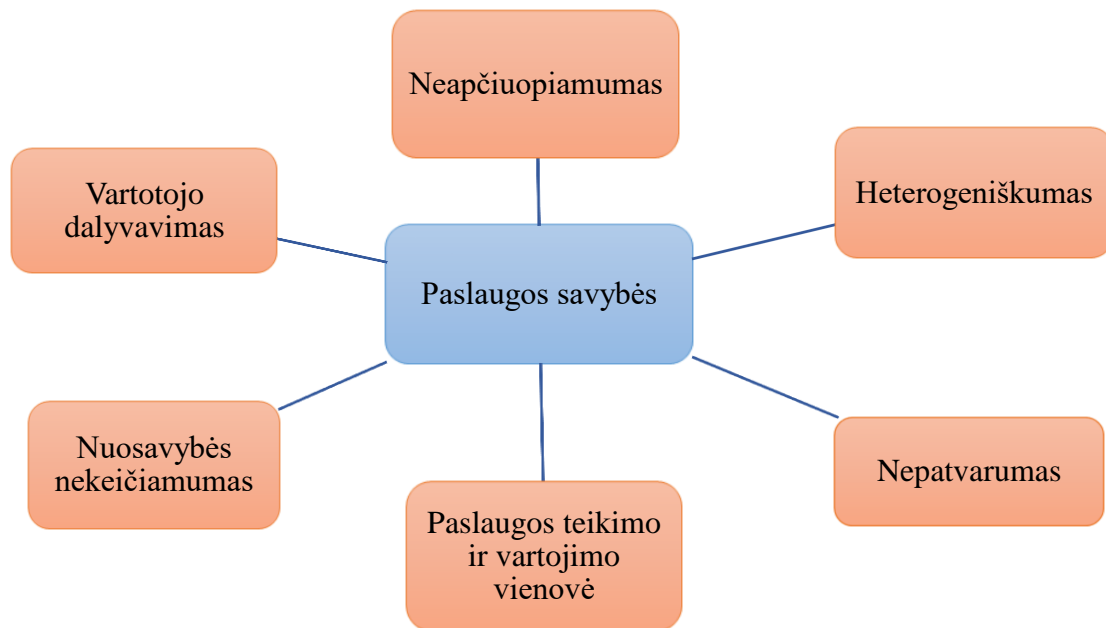 Neapčiuopiamumas
Vartotojo
dalyvavimas
Heterogeniškumas
Paslaugos savybės
Nuosavybės
nekeičiamumas
Nepatvarumas
Paslaugos teikimo
ir vartojimo
vienovė